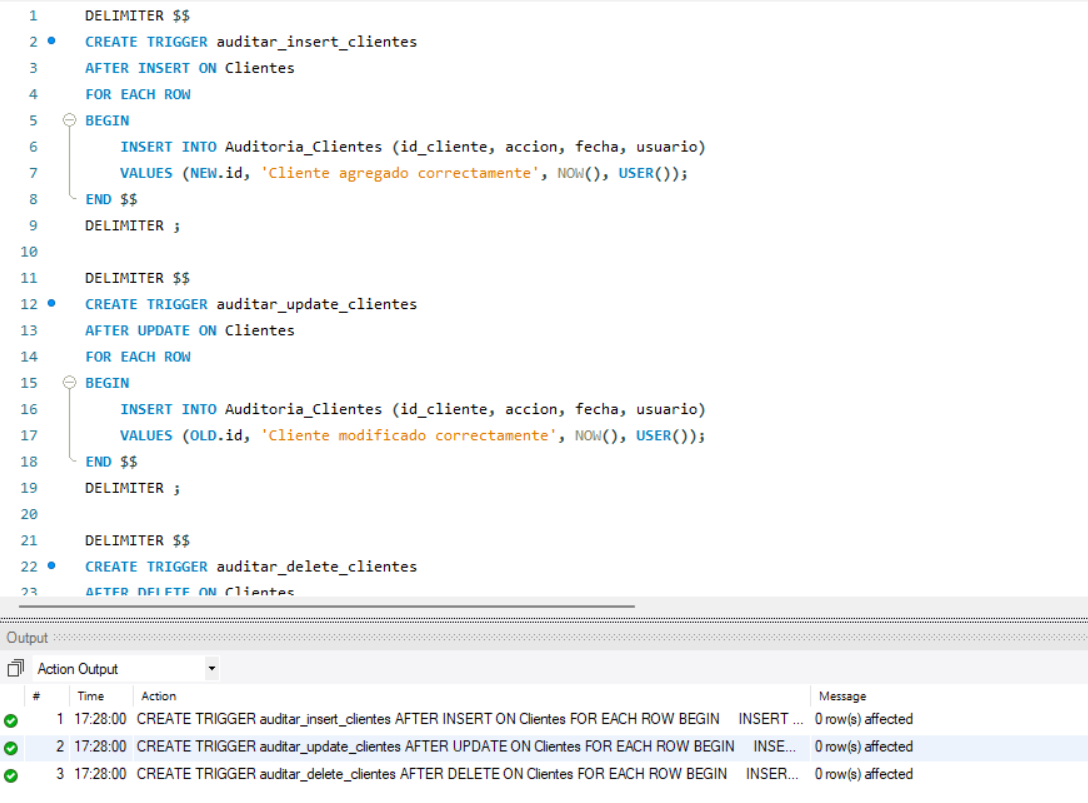 1 DELIMITER $$
2 CREATE TRIGGER auditar_insert_clientes
3 AFTER INSERT ON Clientes
4 FOR EACH ROW
5 BEGIN
6 INSERT INTO Auditoria_Clientes (id_cliente, accion, fecha, usuario)
7 VALUES (NEW.id, 'Cliente agregado correctamente', NOW(), USER());
8 END $$
9 DELIMITER ;
10
11 DELIMITER $$
12 CREATE TRIGGER auditar_update_clientes
13 AFTER UPDATE ON Clientes
14 FOR EACH ROW
15 BEGIN
16 INSERT INTO Auditoria_Clientes (id_cliente, accion, fecha, usuario)
17 VALUES (OLD.id, 'Cliente modificado correctamente', NOW(), USER());
18 END $$
19 DELIMITER ;
20
21 DELIMITER $$
22 CREATE TRIGGER auditar_delete_clientes
23 AFTER DELETE ON Clientes
Output
Action Output
# Time Action Message
1 17:28:00 CREATE TRIGGER auditar_insert_clientes AFTER INSERT ON Clientes FOR EACH ROW BEGIN INSERT ... 0 row(s) affected
2 17:28:00 CREATE TRIGGER auditar_update_clientes AFTER UPDATE ON Clientes FOR EACH ROW BEGIN INSE... 0 row(s) affected
3 17:28:00 CREATE TRIGGER auditar_delete_clientes AFTER DELETE ON Clientes FOR EACH ROW BEGIN INSER... 0 row(s) affected